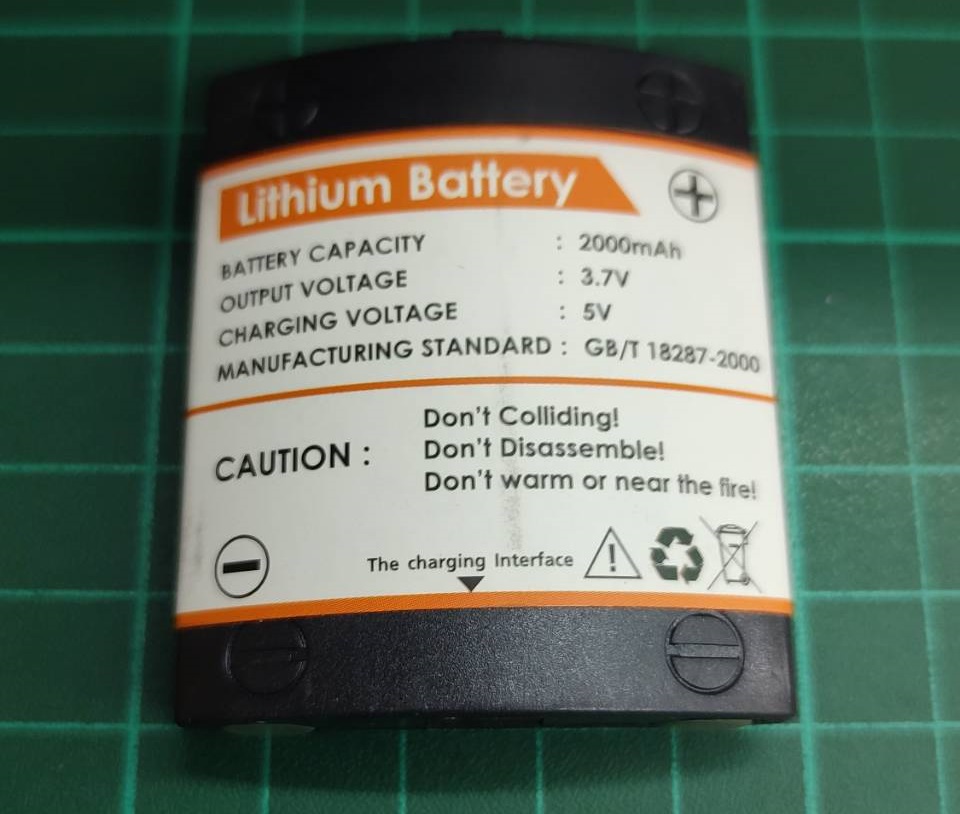 Lithium Battery
BATTERY CAPACITY : 2000mAh
OUTPUT VOLTAGE : 3.7V
CHARGING VOLTAGE : 5V
MANUFACTURING STANDARD : GB/T 18287-2000
CAUTION : Don't Colliding!
Don't Disassemble!
Don't warm or near the fire!
The charging Interface